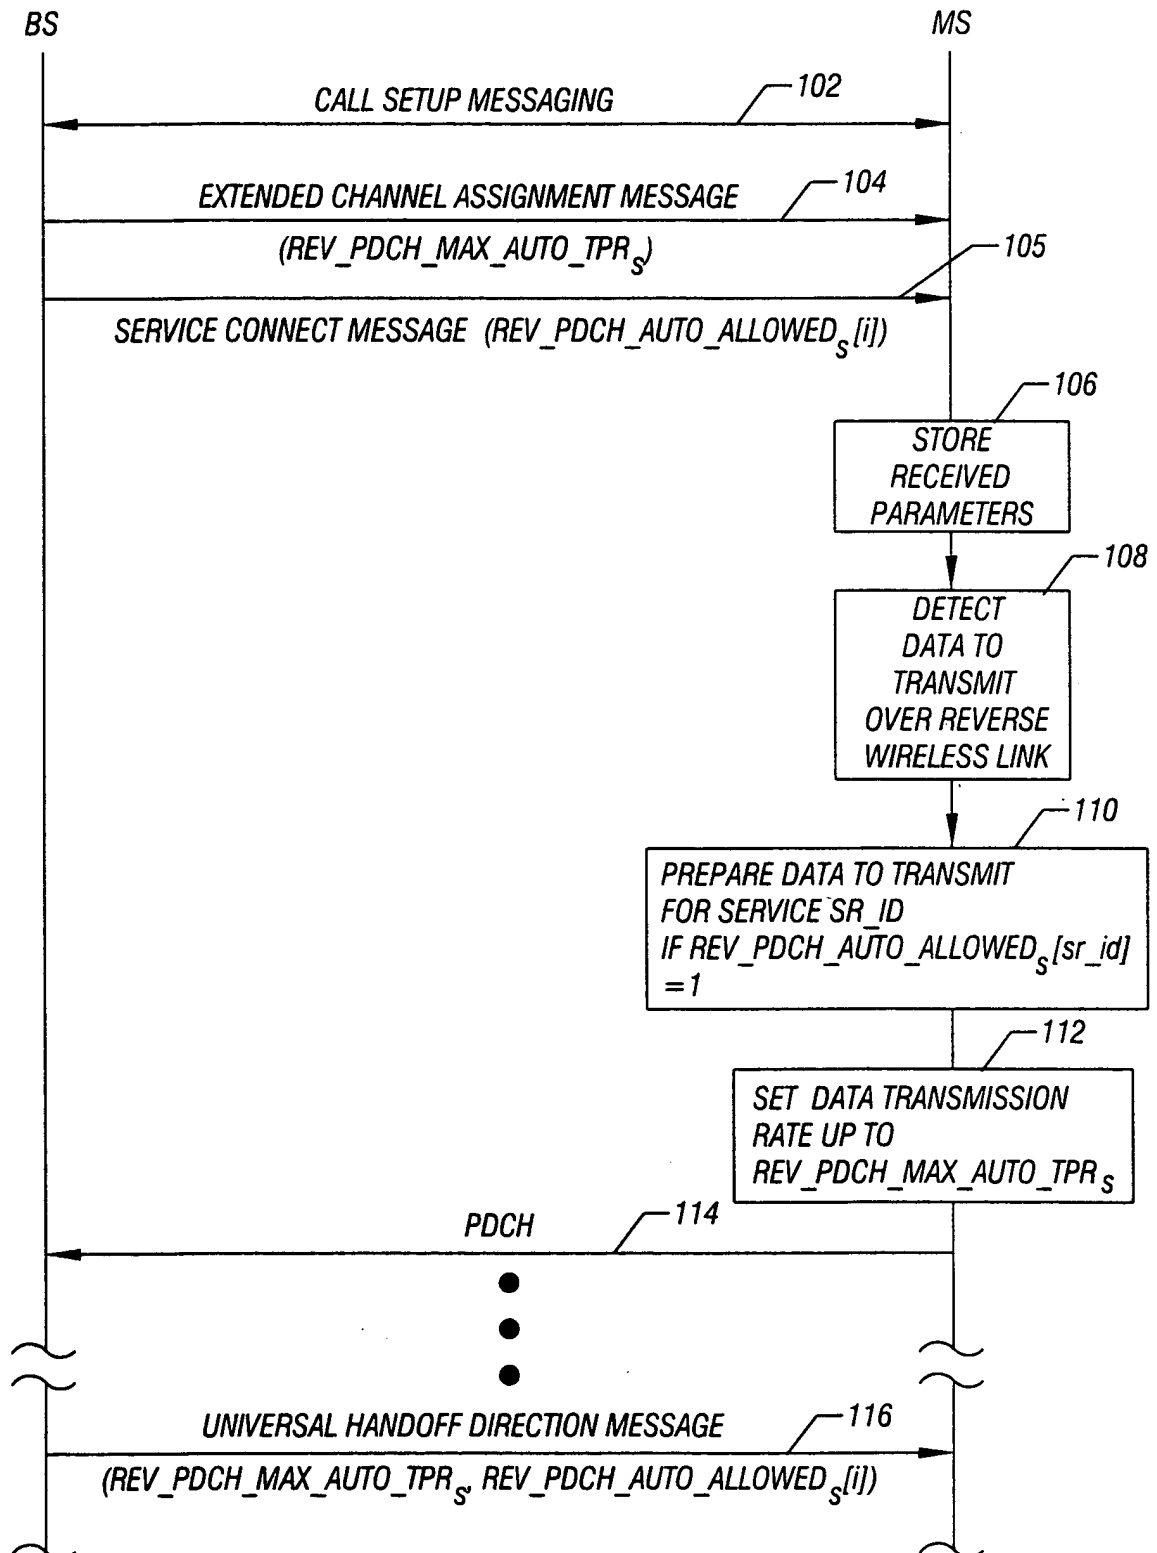 BS
MS
CALL SETUP MESSAGING
102
EXTENDED CHANNEL ASSIGNMENT MESSAGE
104
(REV_PDCH_MAX_AUTO_TPRS)
105
SERVICE CONNECT MESSAGE (REV_PDCH_AUTO_ALLOWEDS[i])
106
STORE
RECEIVED
PARAMETERS
108
DETECT
DATA TO
TRANSMIT
OVER REVERSE
WIRELESS LINK
110
PREPARE DATA TO TRANSMIT
FOR SERVICE SR_ID
IF REV_PDCH_AUTO_ALLOWEDS[sr_id]
=1
112
SET DATA TRANSMISSION
RATE UP TO
REV_PDCH_MAX_AUTO_TPRS
PDCH
114
UNIVERSAL HANDOFF DIRECTION MESSAGE
116
(REV_PDCH_MAX_AUTO_TPRS, REV_PDCH_AUTO_ALLOWEDS[i])